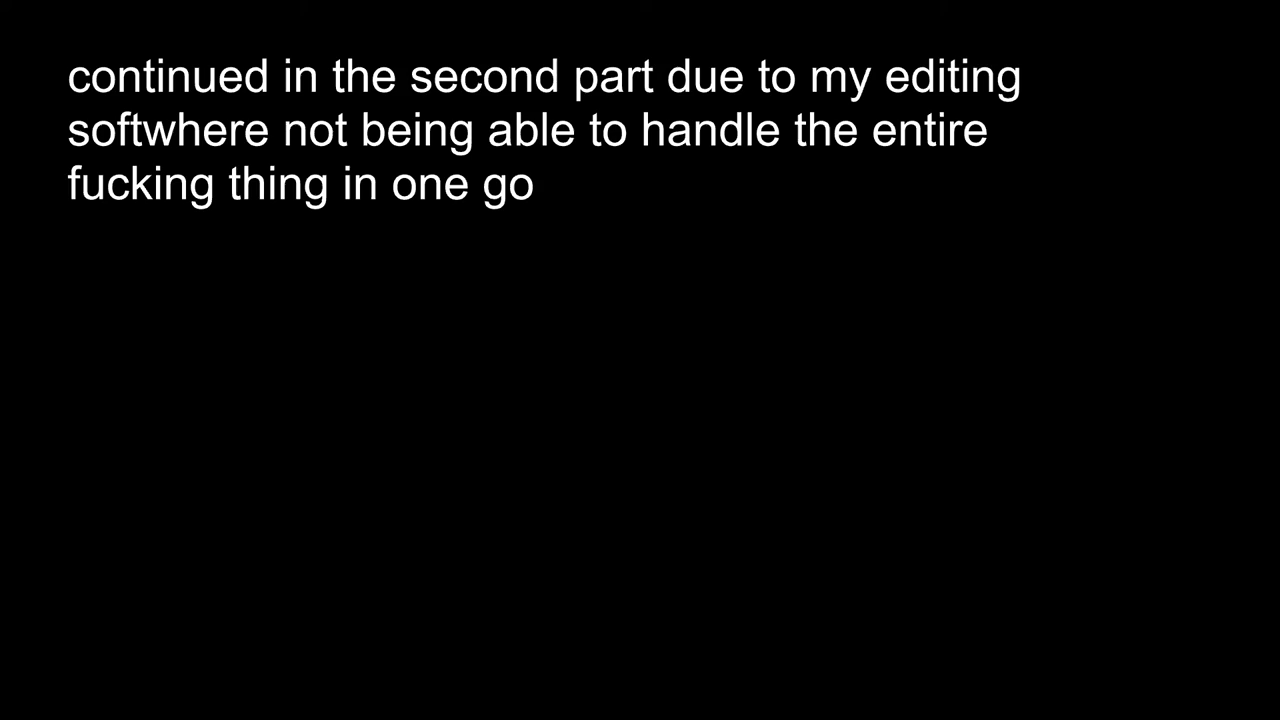 continued in the second part due to my editing
softwhere not being able to handle the entire
fucking thing in one go